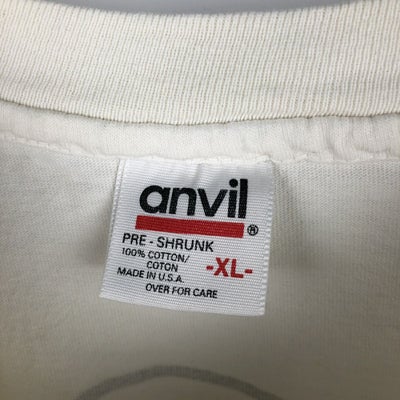 anvil®
PRE-SHRUNK
100% COTTON/
COTON
MADE IN U.S.A.
-XL-
OVER FOR CARE